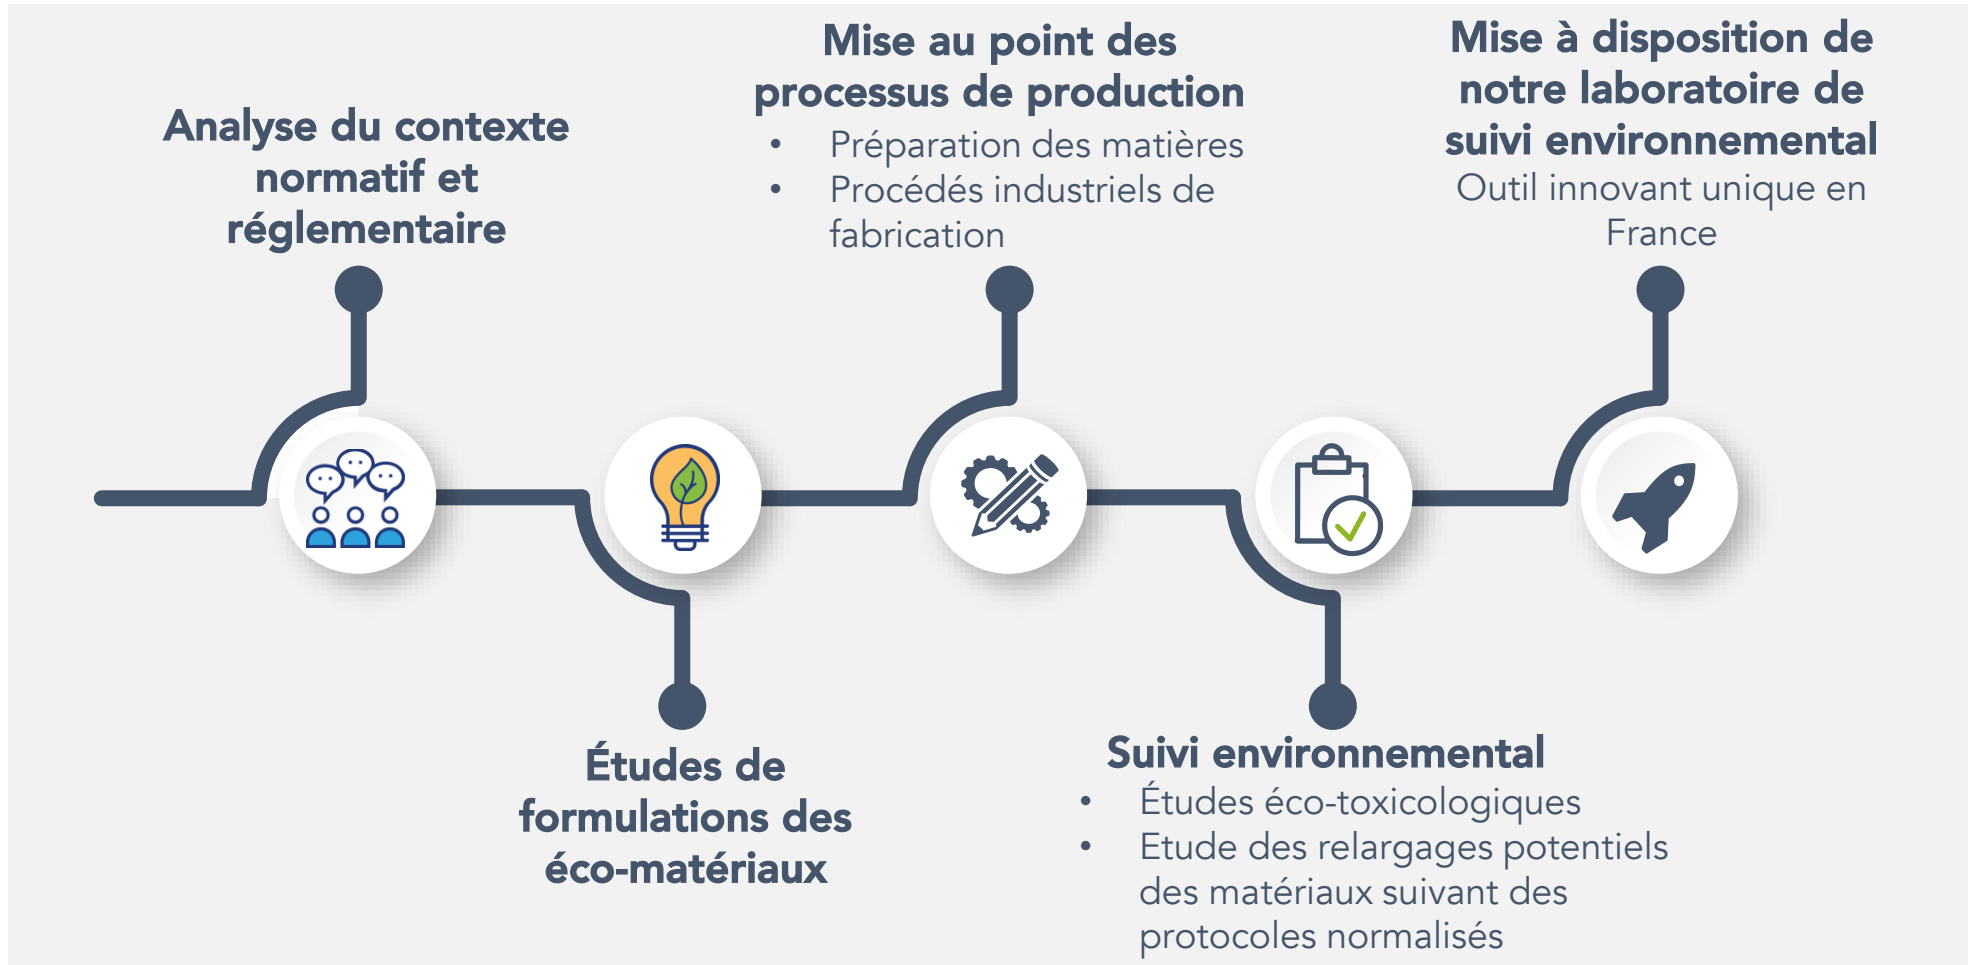 Analyse du contexte
normatif et
réglementaire
Études de
formulations des
éco-matériaux
Mise au point des
processus de production
• Préparation des matières
• Procédés industriels de
fabrication
Suivi environnemental
• Études éco-toxicologiques
• Etude des relargages potentiels
des matériaux suivant des
protocoles normalisés
Mise à disposition de
notre laboratoire de
suivi environnemental
Outil innovant unique en
France